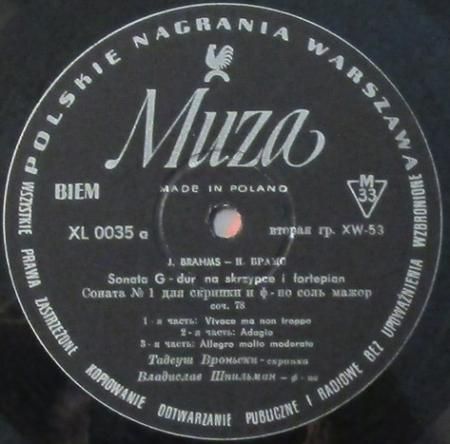 POLSKIE NAGRANIA WARSZAWA
Muza
MADE IN POLAND
BIEM
M
33
XL 0035 a
вторая гр. XW-53
J. BRAHMS – И. БРАМС
Sonata G-dur na skrzypce i fortepian
Соната № 1 для скрипки и ф-по соль мажор
соч. 78
1-я часть: Vivace ma non troppo
2-я часть: Adagio
3-я часть: Allegro molto moderato
Тадеуш Вроньски-скрипка
Владислав Шпильман-ф-но
WSZYSTKIE PRAWA ZASTRZEŻONE KOPIOWANIE ODTWARZANIE PUBLICZNE I RADIOWE BEZ UPOWAŻNIENIA WZBRONIONE